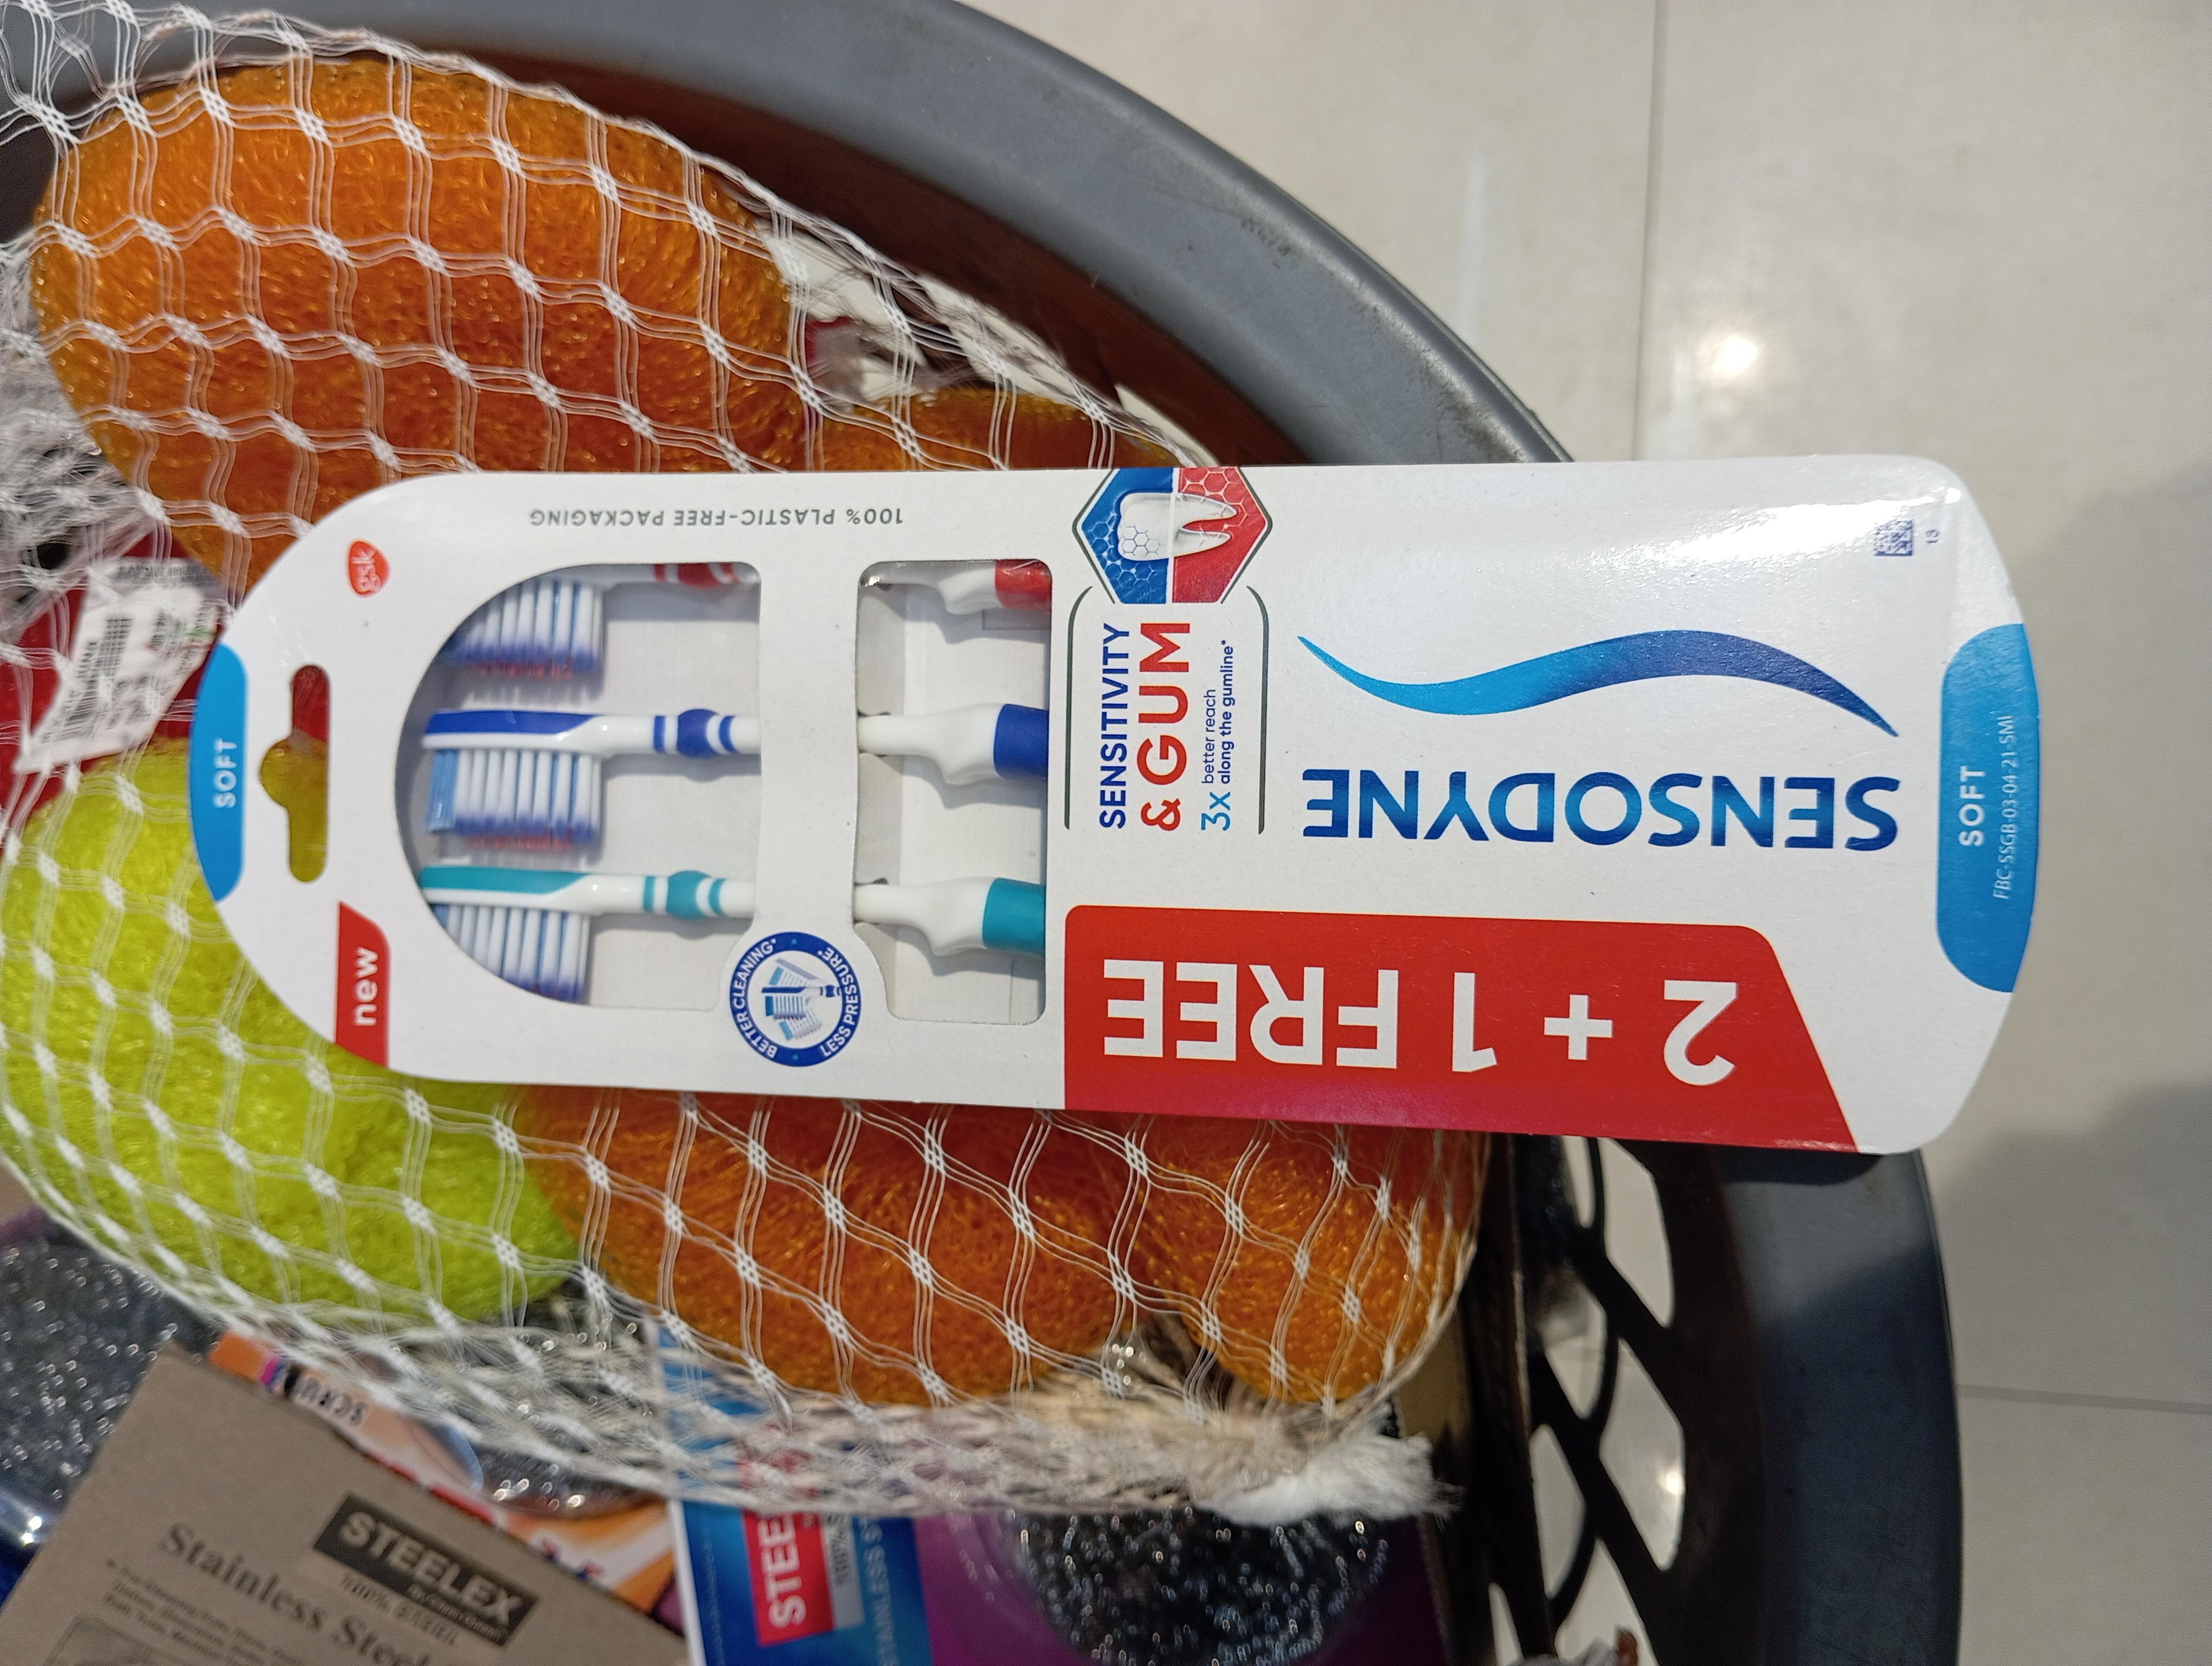 SOFT
gsk
new
100% PLASTIC-FREE PACKAGING
BETTER CLEANING*
LESS PRESSURE*
SENSITIVITY
& GUM
3x better reach
along the gumline*
SENSODYNE
2 + 1 FREE
13
SOFT
FBC-SSGB-03-04-21-SMI
STEELEX
100% STEEL
Stainless Steel